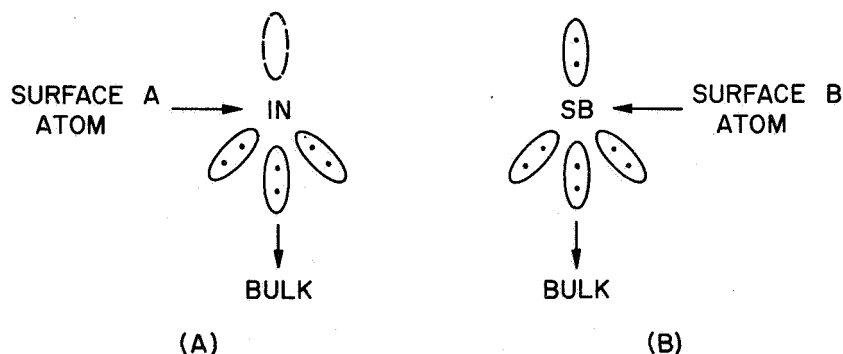 SURFACE A
ATOM
IN
BULK
(A)
SB
SURFACE B
ATOM
BULK
(B)